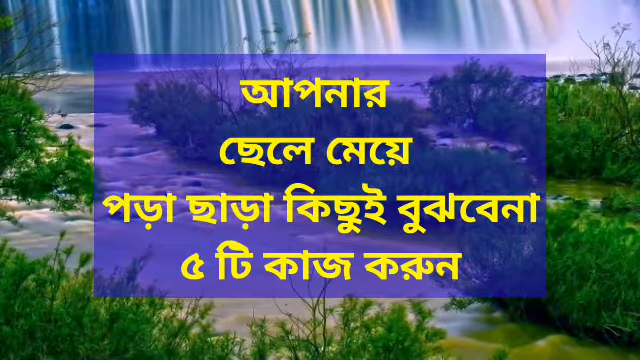 আপনার
ছেলে মেয়ে
পড়া ছাড়া কিছুই বুঝবেনা
৫ টি কাজ করুন